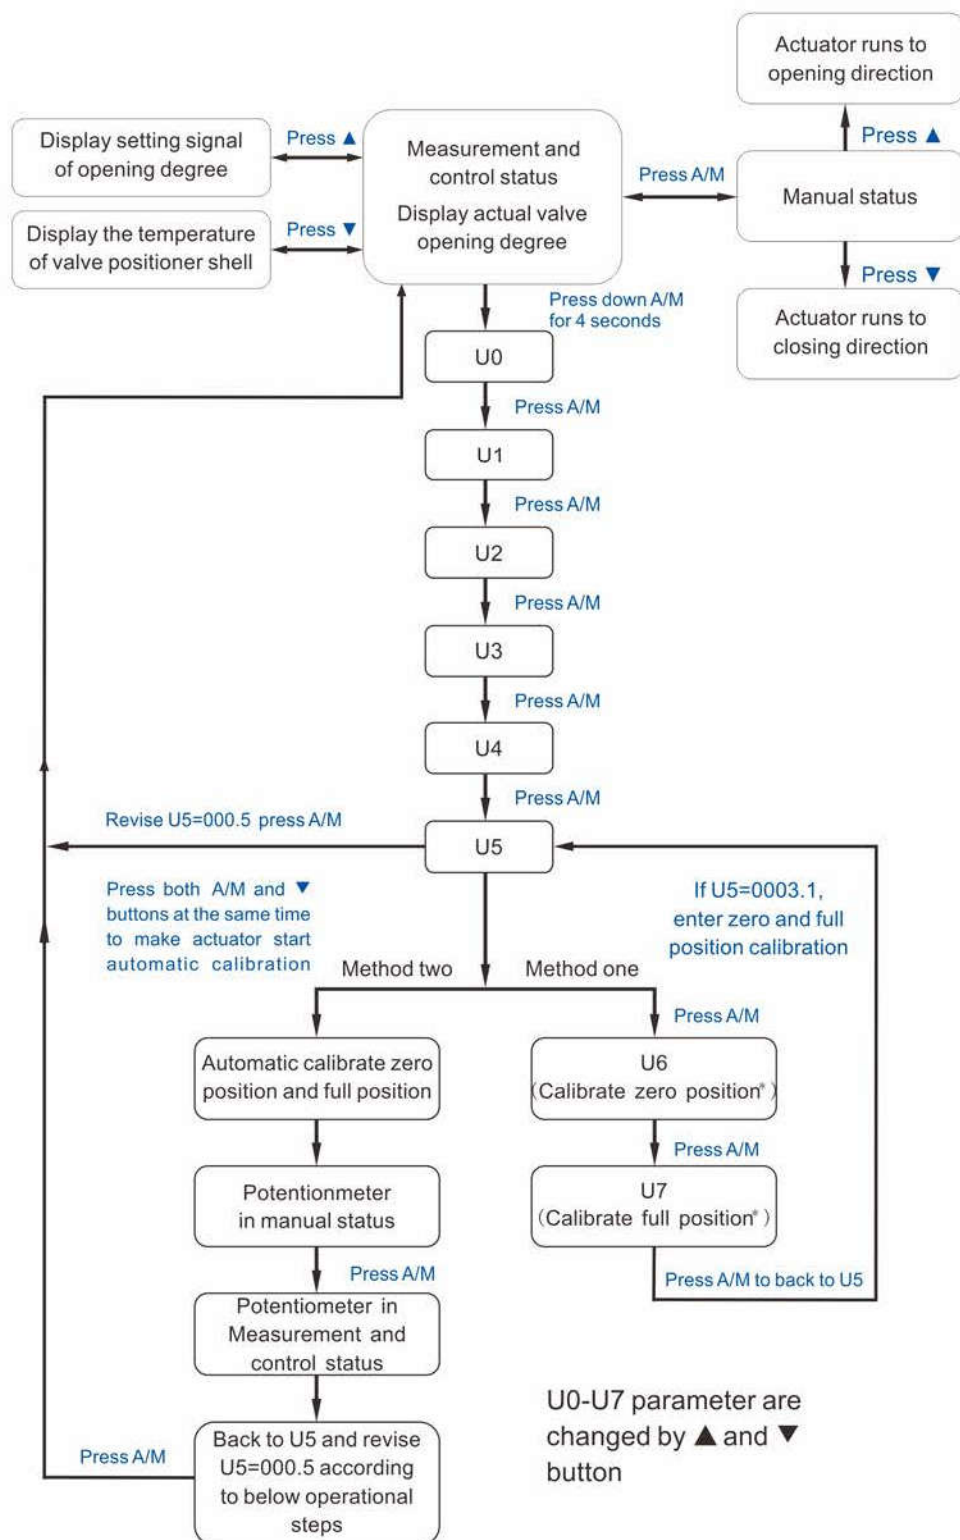 Actuator runs to
opening direction
Press ▲
Display setting signal
of opening degree
Press ▲
Measurement and
control status
Display actual valve
opening degree
Press A/M
Manual status
Display the temperature
of valve positioner shell
Press ▼
Press ▼
Actuator runs to
closing direction
Press down A/M
for 4 seconds
U0
Press A/M
U1
Press A/M
U2
Press A/M
U3
Press A/M
U4
Press A/M
Revise U5=000.5 press A/M
U5
Press both A/M and ▼
buttons at the same time
to make actuator start
automatic calibration
If U5=0003.1,
enter zero and full
position calibration
Method two
Method one
Press A/M
Automatic calibrate zero
position and full position
U6
(Calibrate zero position*)
Press A/M
Potentionmeter
in manual status
U7
(Calibrate full position*)
Press A/M
Press A/M to back to U5
Potentiometer in
Measurement and
control status
Press A/M
Back to U5 and revise
U5=000.5 according
to below operational
steps
U0-U7 parameter are
changed by ▲ and ▼
button